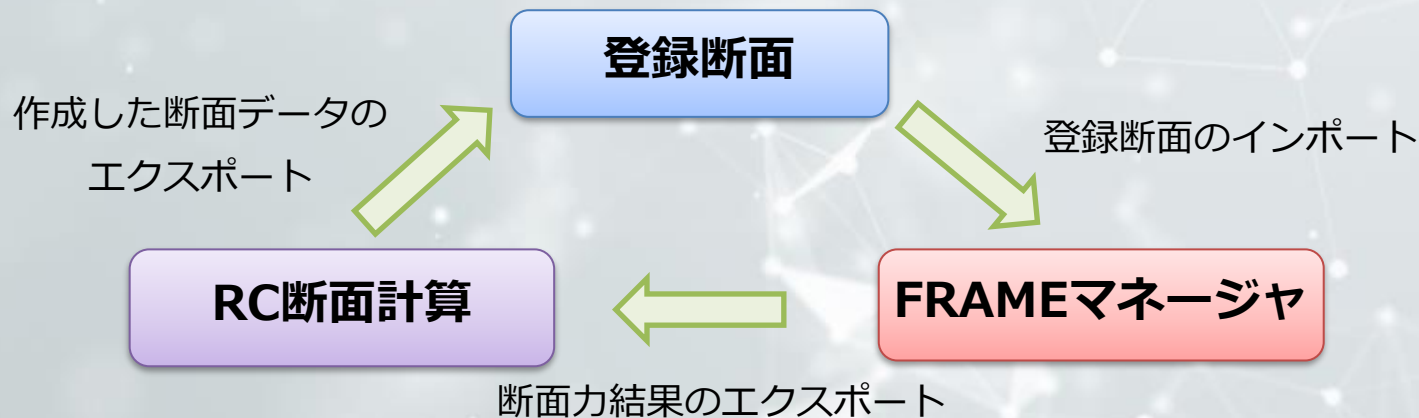 登録断面
作成した断面データの
エクスポート
登録断面のインポート
RC断面計算
FRAMEマネージャ
断面力結果のエクスポート